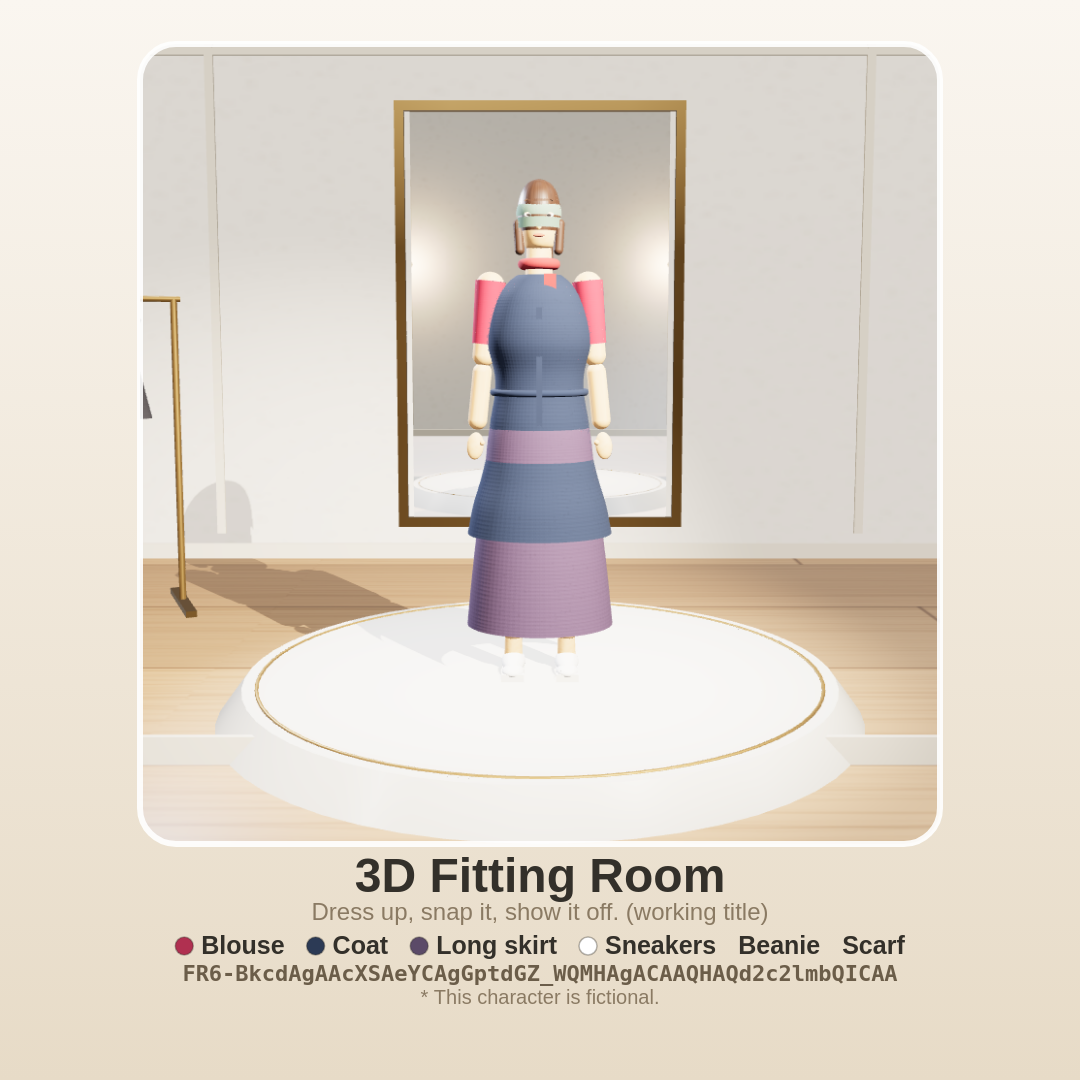 3D Fitting Room
Dress up, snap it, show it off. (working title)
Blouse Coat Long skirt Sneakers Beanie Scarf
FR6-BkcdAgAAcXSAeYCAgGptdGZ_WQMHAgACAAQHAQd2c2lmbQICAA
* This character is fictional.